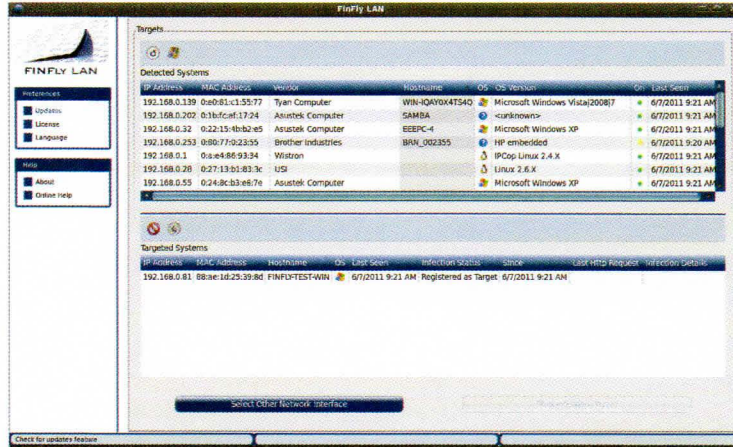 FinFly LAN
FINFLY LAN
Preferences
Updates
License
Language
Help
About
Online Help
Targets
Detected Systems
IP Address MAC Address Vendor Hostname OS OS Version On Last Seen
192.168.0.139 0:e0:81:c1:55:77 Tyan Computer WIN-IQAY0X4TS4O Microsoft Windows Vista|2008|7 6/7/2011 9:21 AM
192.168.0.202 0:1b:fc:ef:17:24 Asustek Computer SAMBA <unknown> 6/7/2011 9:21 AM
192.168.0.32 0:22:15:4b:b2:e5 Asustek Computer EEEPC-4 Microsoft Windows XP 6/7/2011 9:21 AM
192.168.0.253 0:80:77:0:23:55 Brother Industries BRN_002355 HP embedded 6/7/2011 9:20 AM
192.168.0.1 0:a:e4:86:93:34 Wistron IPCop Linux 2.4.X 6/7/2011 9:21 AM
192.168.0.28 0:27:13:b1:83:3c USI Linux 2.6.X 6/7/2011 9:21 AM
192.168.0.55 0:24:8c:b3:e6:7e Asustek Computer Microsoft Windows XP 6/7/2011 9:21 AM
Targeted Systems
IP Address MAC Address Hostname OS Last Seen Infection Status Since Last Http Request Infection Details
192.168.0.81 88:ae:1d:25:39:8d FINFLY-TEST-WIN 6/7/2011 9:21 AM Registered as Target 6/7/2011 9:21 AM
Select Other Network Interface
Check for updates feature